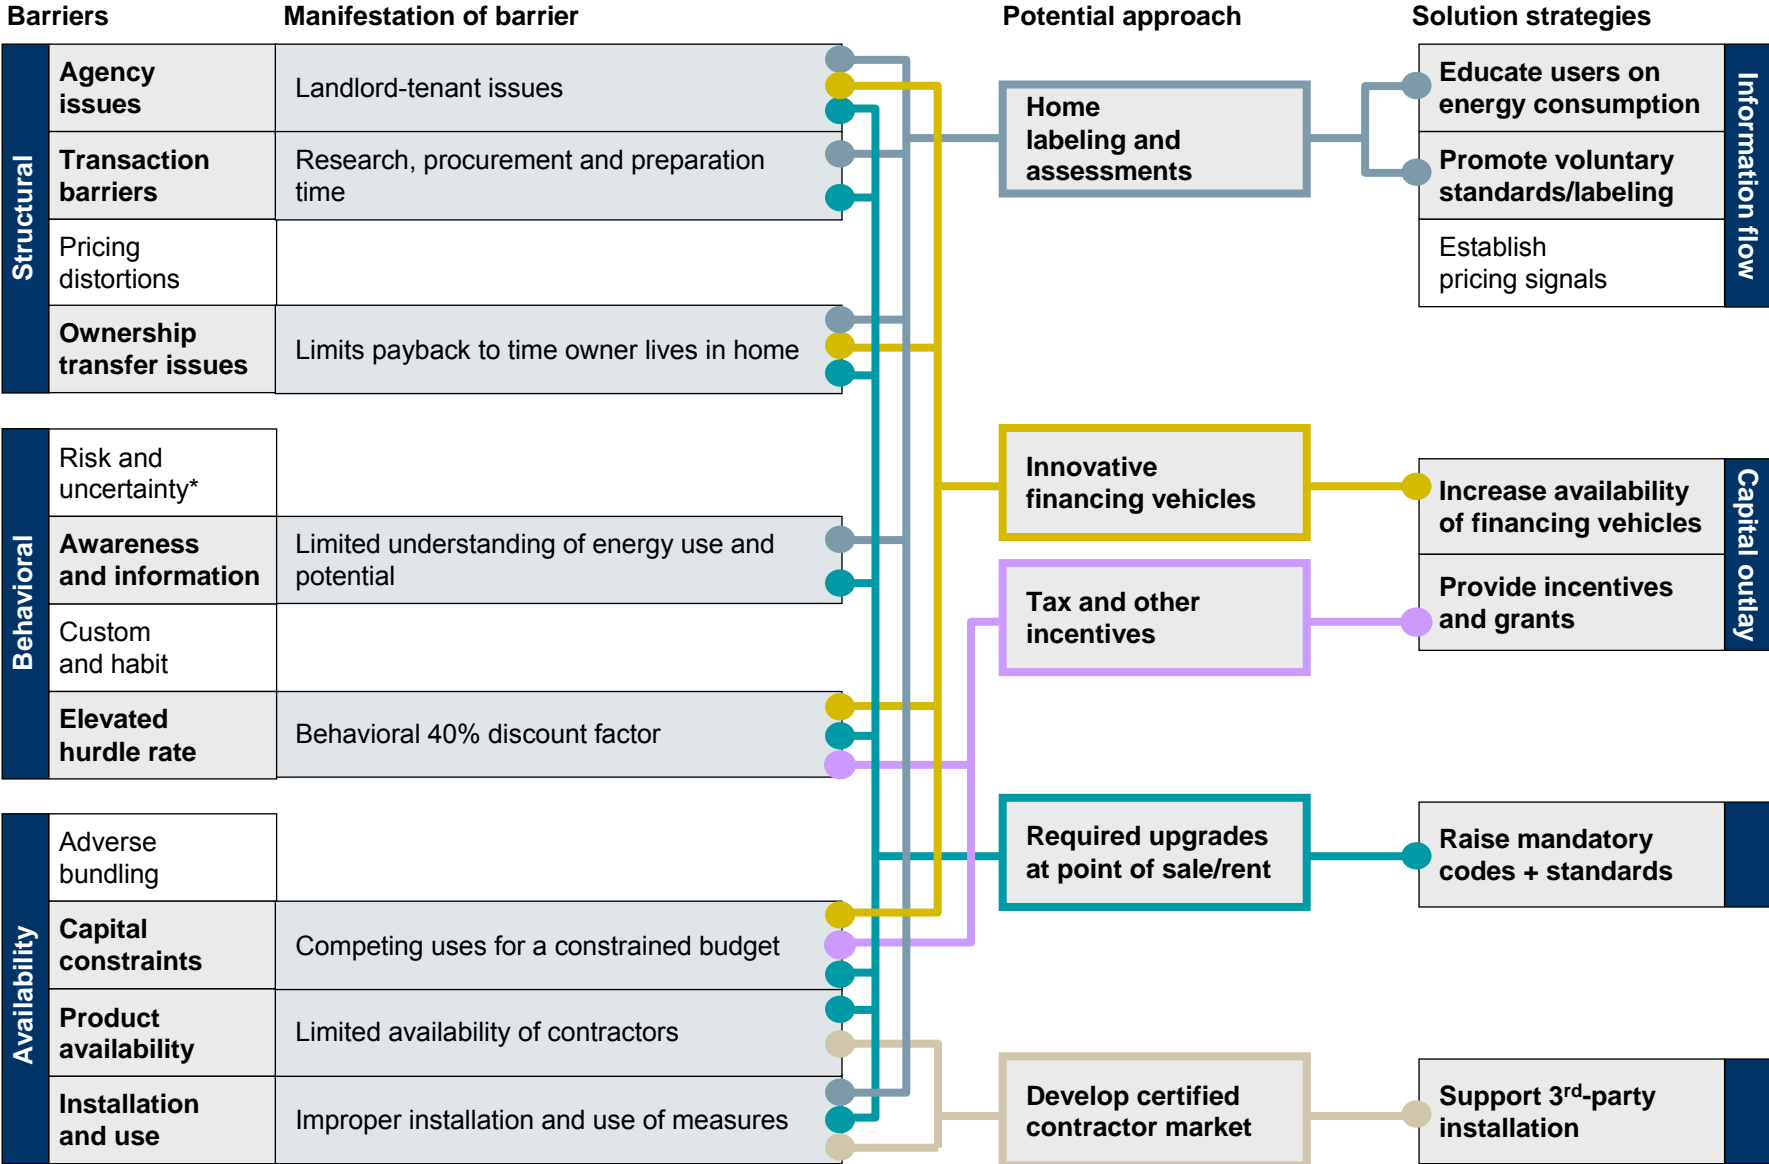 Barriers
Manifestation of barrier
Potential approach
Solution strategies
Structural
Agency
issues
Landlord-tenant issues
Transaction
barriers
Research, procurement and preparation
time
Pricing
distortions
Ownership
transfer issues
Limits payback to time owner lives in home
Behavioral
Risk and
uncertainty*
Awareness
and information
Limited understanding of energy use and
potential
Custom
and habit
Elevated
hurdle rate
Behavioral 40% discount factor
Availability
Adverse
bundling
Capital
constraints
Competing uses for a constrained budget
Product
availability
Limited availability of contractors
Installation
and use
Improper installation and use of measures
Home
labeling and
assessments
Innovative
financing vehicles
Tax and other
incentives
Required upgrades
at point of sale/rent
Develop certified
contractor market
Educate users on
energy consumption
Promote voluntary
standards/labeling
Establish
pricing signals
Information flow
Increase availability
of financing vehicles
Provide incentives
and grants
Capital outlay
Raise mandatory
codes + standards
Support 3rd-party
installation